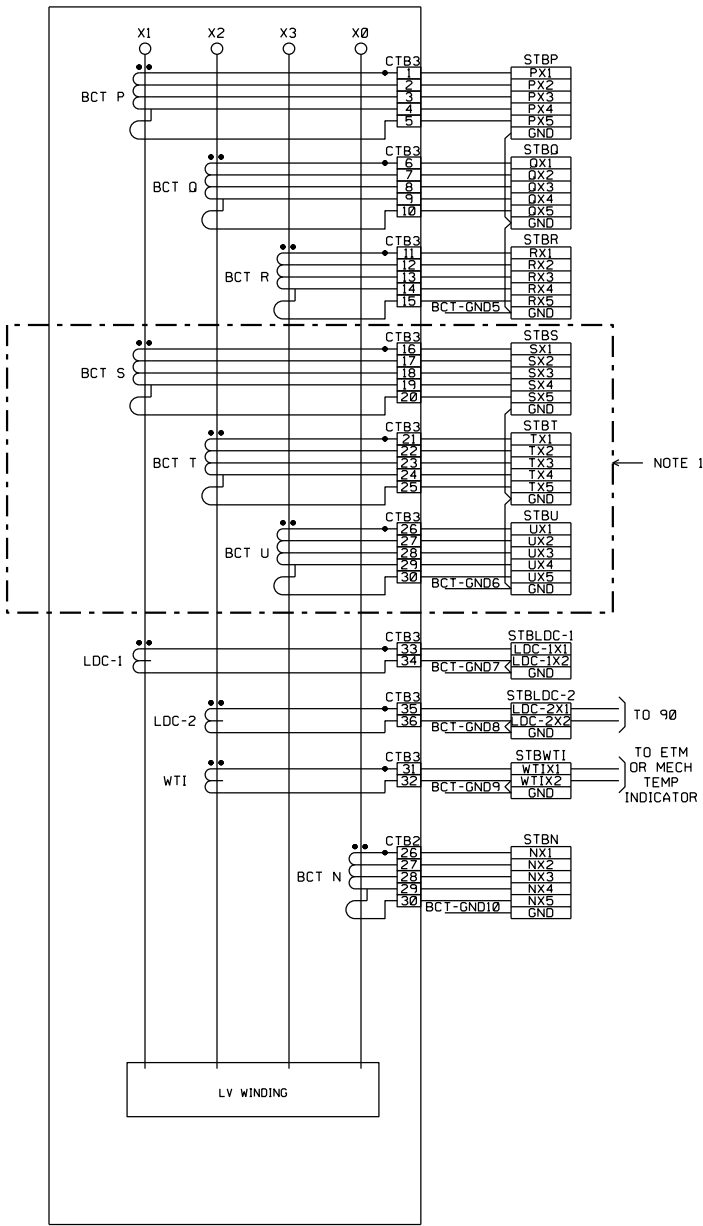 X1 X2 X3 X0
CTB3 STBP
BCT P
1 PX1
2 PX2
3 PX3
4 PX4
5 PX5
GND
CTB3 STBQ
BCT Q
6 QX1
7 QX2
8 QX3
9 QX4
10 QX5
GND
CTB3 STBR
BCT R
11 RX1
12 RX2
13 RX3
14 RX4
15 RX5
BCT-GND5 GND
CTB3 STBS
BCT S
16 SX1
17 SX2
18 SX3
19 SX4
20 SX5
GND
CTB3 STBT
BCT T
21 TX1
22 TX2
23 TX3
24 TX4
25 TX5
GND
NOTE 1
CTB3 STBU
BCT U
26 UX1
27 UX2
28 UX3
29 UX4
30 UX5
BCT-GND6 GND
CTB3 STBLDC-1
LDC-1
33 LDC-1X1
34 LDC-1X2
BCT-GND7 GND
CTB3 STBLDC-2
LDC-2
35 LDC-2X1
36 LDC-2X2
BCT-GND8 GND
TO 90
CTB3 STBWTI
WTI
31 WTIX1
32 WTIX2
BCT-GND9 GND
TO ETM
OR MECH
TEMP
INDICATOR
CTB2 STBN
BCT N
26 NX1
27 NX2
28 NX3
29 NX4
30 NX5
BCT-GND10 GND
LV WINDING